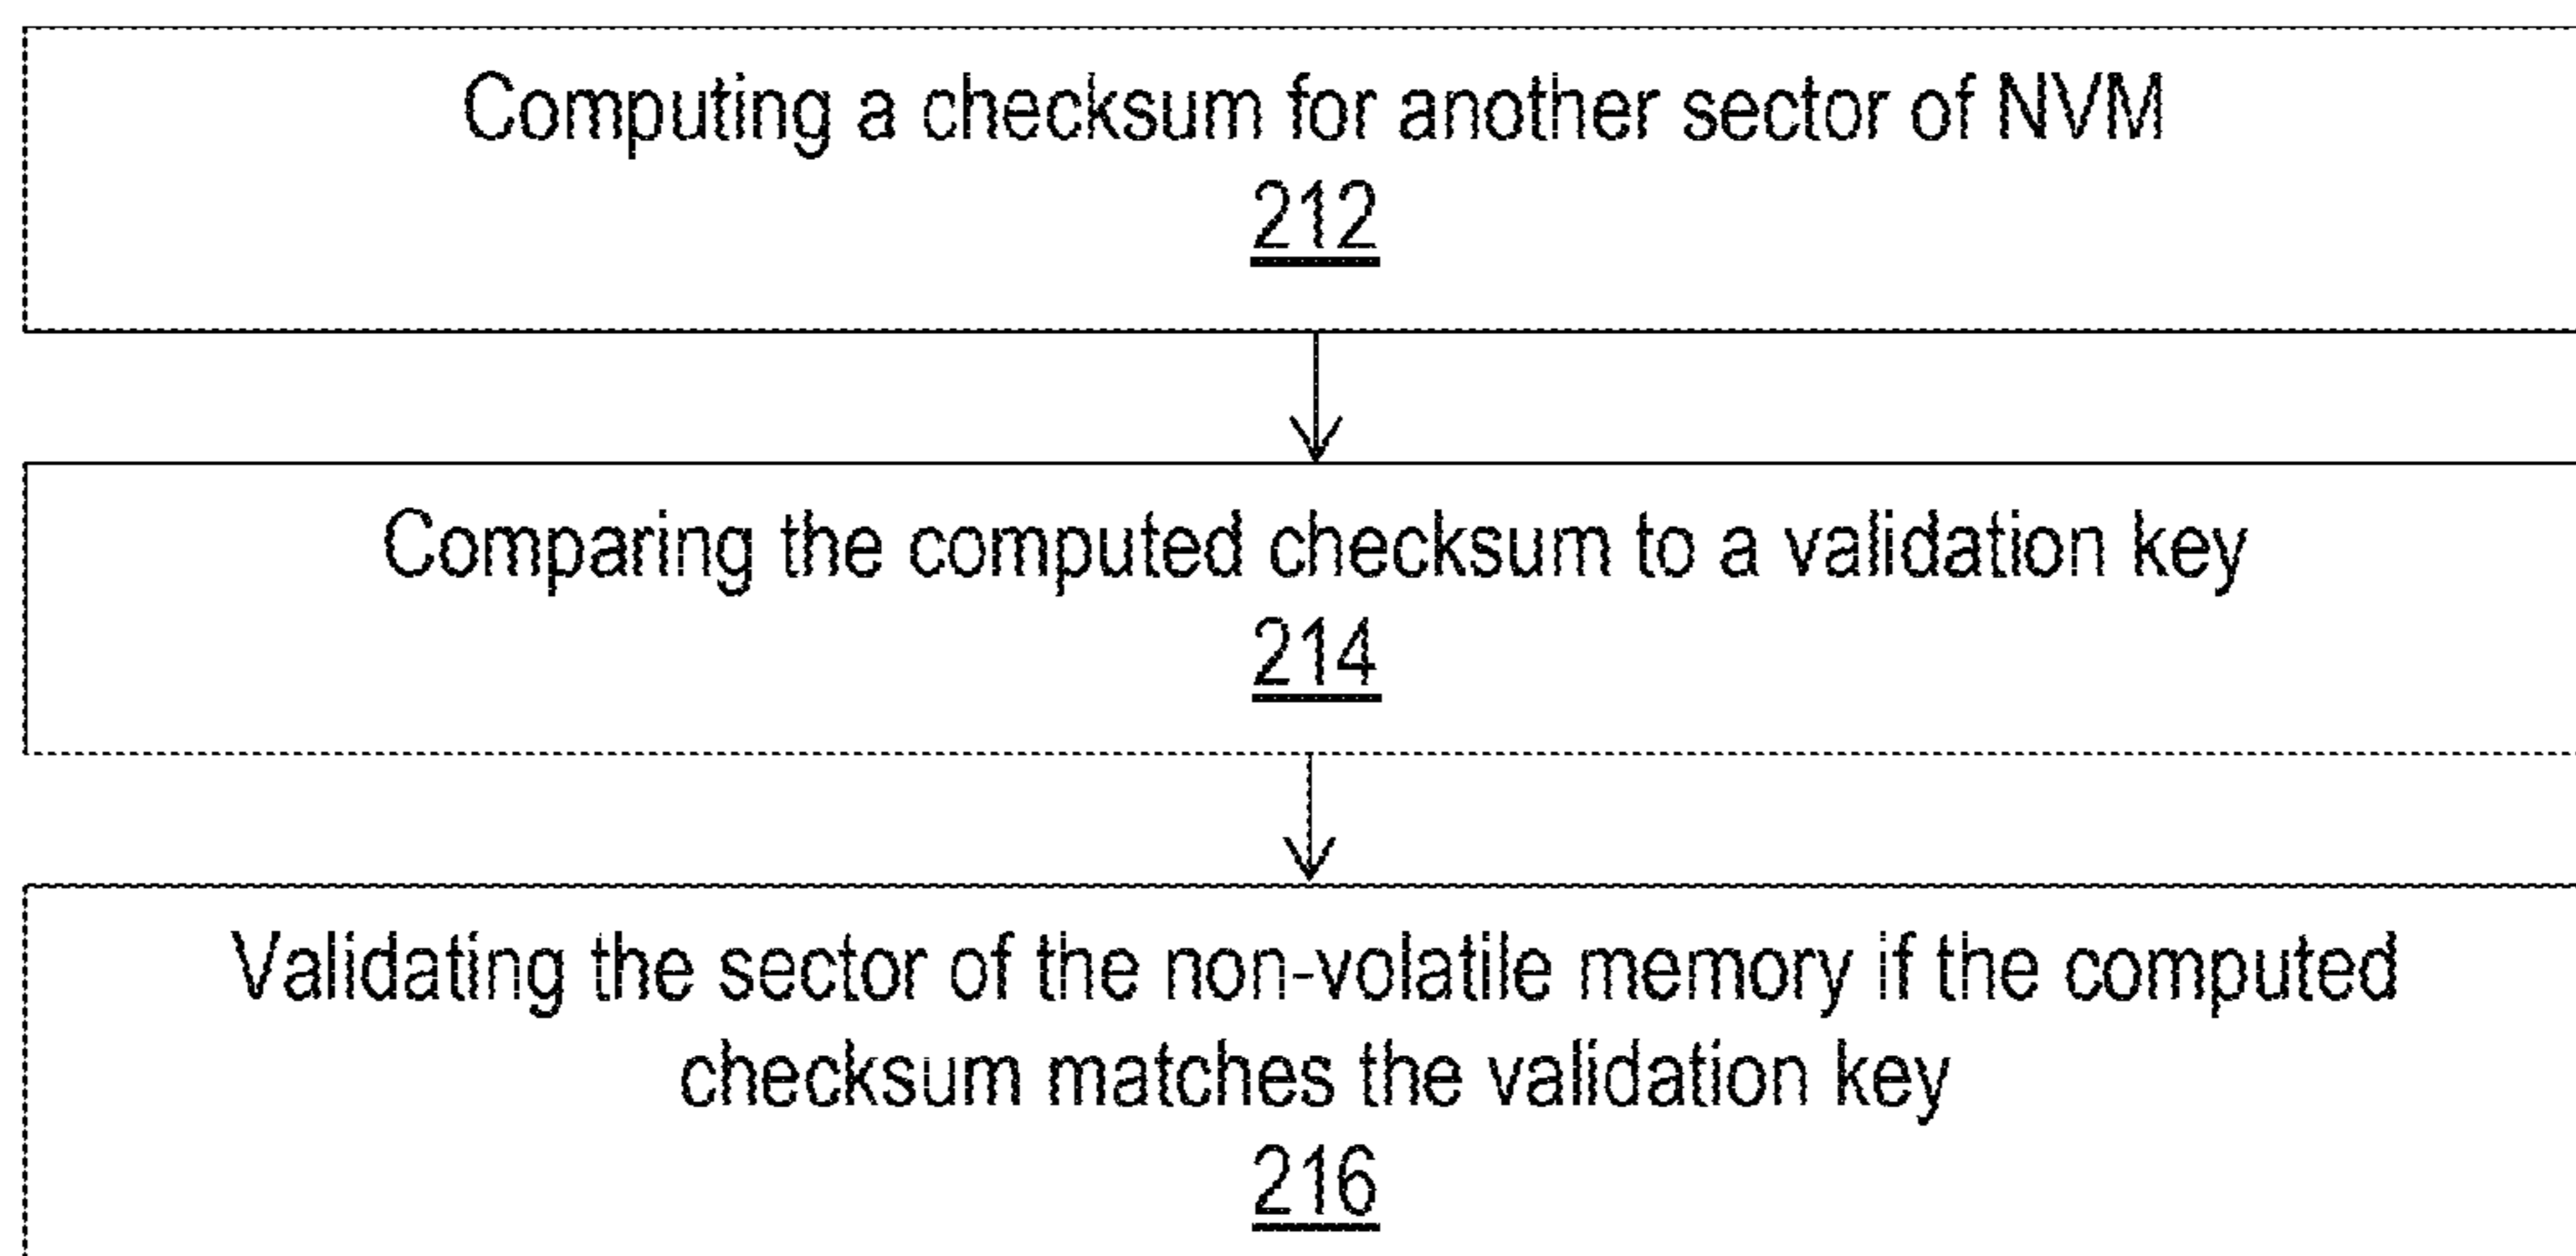 Computing a checksum for another sector of NVM
212
Comparing the computed checksum to a validation key
214
Validating the sector of the non-volatile memory if the computed
checksum matches the validation key
216